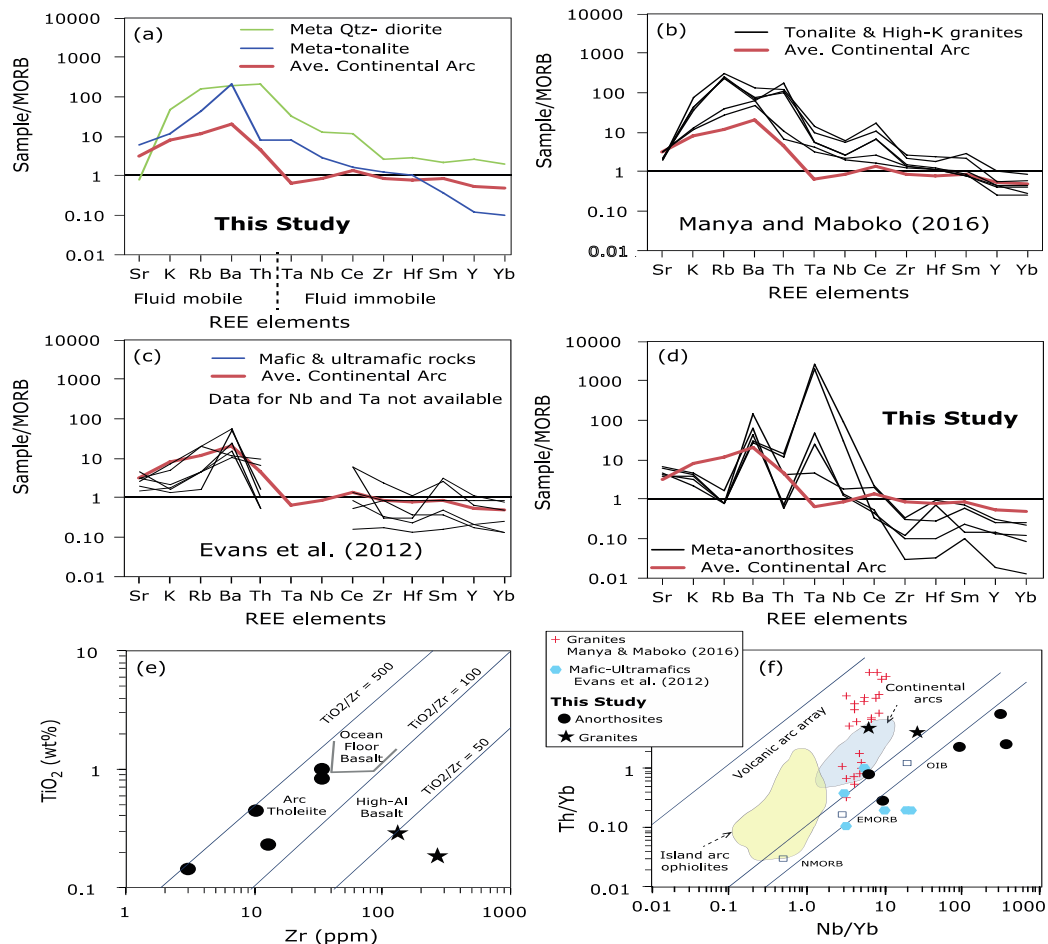 (a)
10000
1000
100
10
1
0.10
0.01
Sample/MORB
Meta Qtz- diorite
Meta-tonalite
Ave. Continental Arc
This Study
Sr K Rb Ba Th Ta Nb Ce Zr Hf Sm Y Yb
Fluid mobile Fluid immobile
REE elements
(b)
10000
1000
100
10
1
0.10
0.01
Sample/MORB
Tonalite & High-K granites
Ave. Continental Arc
Manya and Maboko (2016)
Sr K Rb Ba Th Ta Nb Ce Zr Hf Sm Y Yb
REE elements
(c)
10000
1000
100
10
1
0.10
0.01
Sample/MORB
Mafic & ultramafic rocks
Ave. Continental Arc
Data for Nb and Ta not available
Evans et al. (2012)
Sr K Rb Ba Th Ta Nb Ce Zr Hf Sm Y Yb
REE elements
(d)
10000
1000
100
10
1
0.10
0.01
Sample/MORB
This Study
Meta-anorthosites
Ave. Continental Arc
Sr K Rb Ba Th Ta Nb Ce Zr Hf Sm Y Yb
REE elements
(e)
10
1
0.1
TiO2 (wt%)
TiO2/Zr = 500
TiO2/Zr = 100
TiO2/Zr = 50
Ocean
Floor
Basalt
Arc
Tholeiite
High-Al
Basalt
1 10 100 1000
Zr (ppm)
Granites
Manya & Maboko (2016)
Mafic-Ultramafics
Evans et al. (2012)
This Study
Anorthosites
Granites
(f)
Continental
arcs
Volcanic arc array
OIB
EMORB
NMORB
Island arc
ophiolites
1
0.10
0.01
Th/Yb
0.01 0.10 1.0 10 100 1000
Nb/Yb